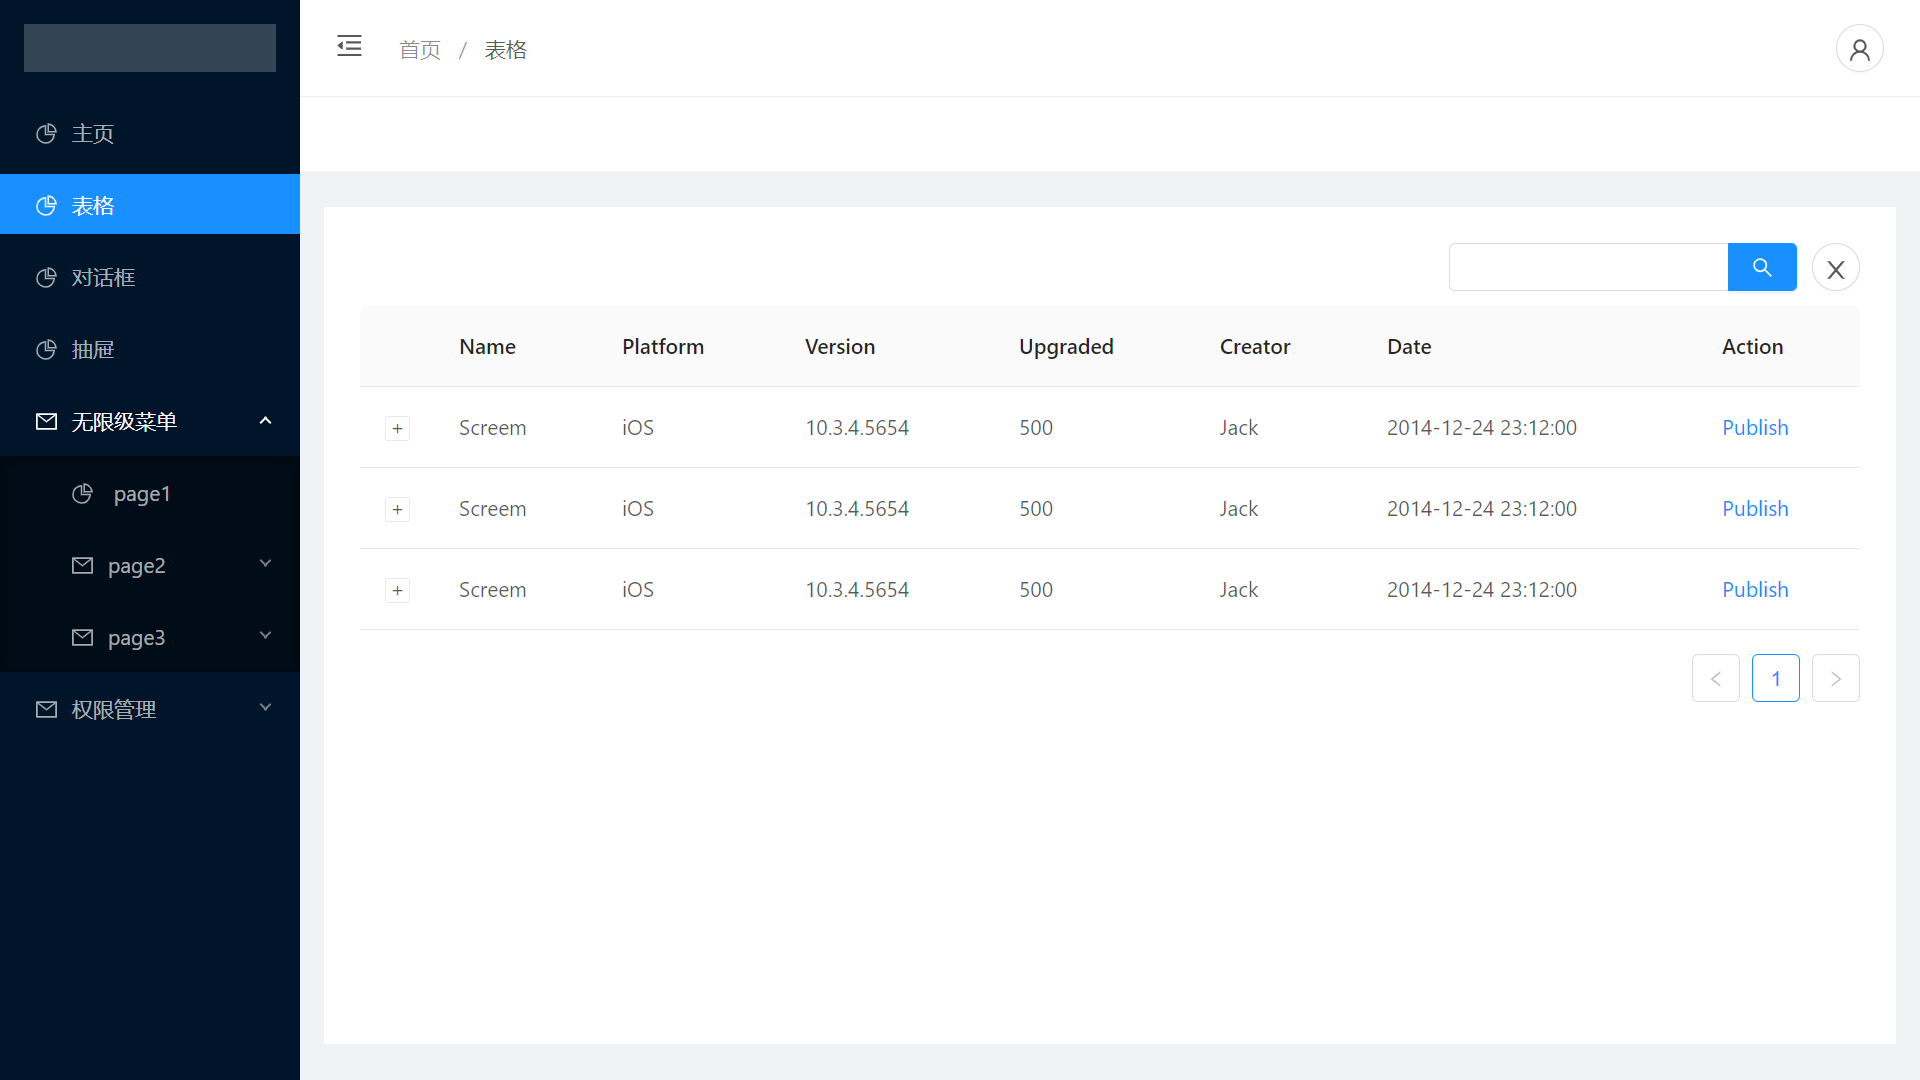 首页 / 表格
主页
表格
对话框
抽屉
无限级菜单
page1
page2
page3
权限管理
X
Name Platform Version Upgraded Creator Date Action
+ Screem iOS 10.3.4.5654 500 Jack 2014-12-24 23:12:00 Publish
+ Screem iOS 10.3.4.5654 500 Jack 2014-12-24 23:12:00 Publish
+ Screem iOS 10.3.4.5654 500 Jack 2014-12-24 23:12:00 Publish
< 1 >